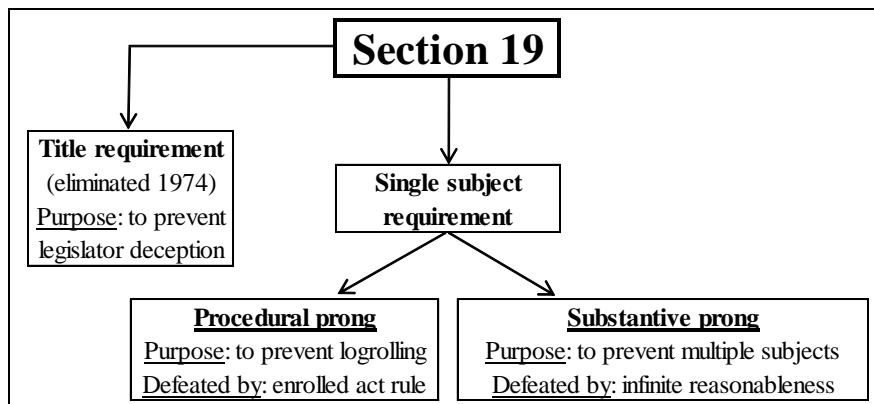 Section 19
Title requirement
(eliminated 1974)
Purpose: to prevent
legislator deception
Single subject
requirement
Procedural prong
Purpose: to prevent logrolling
Defeated by: enrolled act rule
Substantive prong
Purpose: to prevent multiple subjects
Defeated by: infinite reasonableness